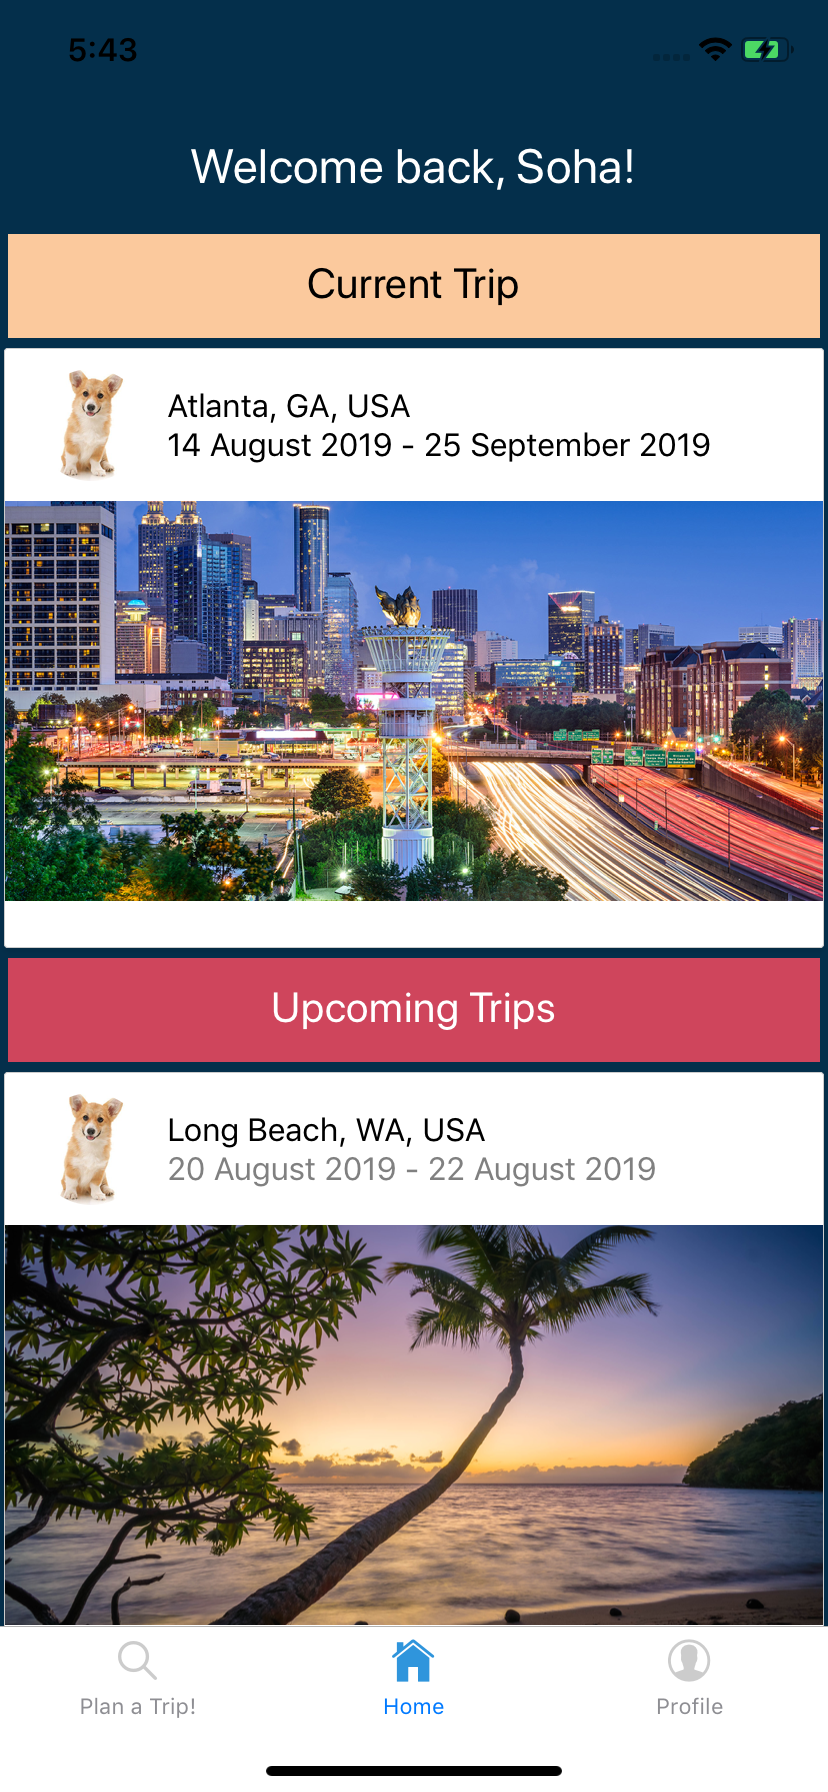 5:43
Welcome back, Soha!
Current Trip
Atlanta, GA, USA
14 August 2019 - 25 September 2019
Upcoming Trips
Long Beach, WA, USA
20 August 2019 - 22 August 2019
Plan a Trip!
Home
Profile